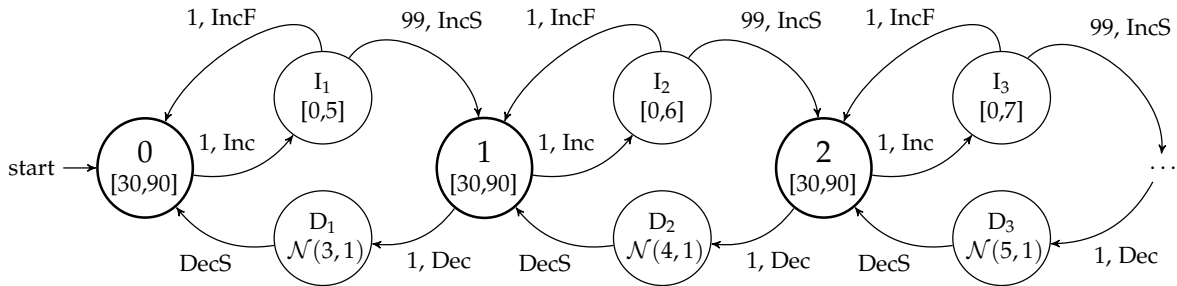 1, IncF
99, IncS
1, IncF
99, IncS
1, IncF
99, IncS
I₁
[0,5]
I₂
[0,6]
I₃
[0,7]
start
0
[30,90]
1, Inc
1
[30,90]
1, Inc
2
[30,90]
1, Inc
...
D₁
𝒩(3, 1)
D₂
𝒩(4, 1)
D₃
𝒩(5, 1)
DecS
1, Dec
DecS
1, Dec
DecS
1, Dec